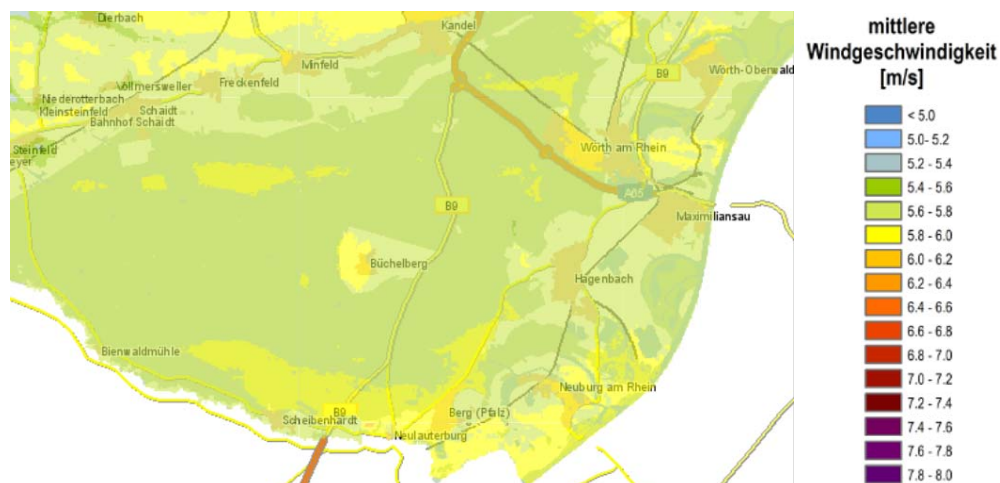 Dierbach
Kandel
Minfeld
Freckenfeld
Vollmersweiler
Niederotterbach
Kleinsteinfeld
Schaidt
Bahnhof Schaidt
Steinfeld
eyer
B9
Wörth-Oberwald
Wörth am Rhein
A65
Maximiliansau
B9
Büchelberg
Hagenbach
Bienwaldmühle
Neuburg am Rhein
B9
Scheibenhardt
Berg (Pfalz)
Neulauterburg
mittlere
Windgeschwindigkeit
[m/s]
< 5.0
5.0 - 5.2
5.2 - 5.4
5.4 - 5.6
5.6 - 5.8
5.8 - 6.0
6.0 - 6.2
6.2 - 6.4
6.4 - 6.6
6.6 - 6.8
6.8 - 7.0
7.0 - 7.2
7.2 - 7.4
7.4 - 7.6
7.6 - 7.8
7.8 - 8.0